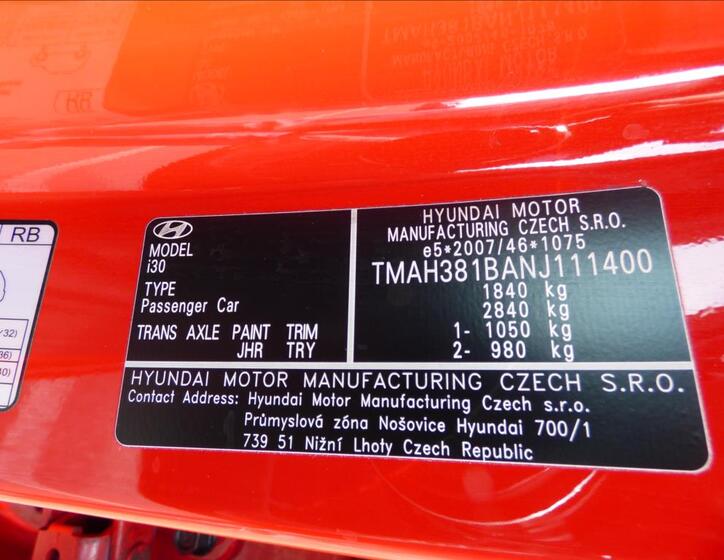 MODEL
i30
TYPE
Passenger Car
TRANS AXLE PAINT TRIM
JHR TRY
HYUNDAI MOTOR
MANUFACTURING CZECH S.R.O.
e5*2007/46*1075
TMAH381BANJ111400
1840 kg
2840 kg
1- 1050 kg
2- 980 kg
HYUNDAI MOTOR MANUFACTURING CZECH S.R.O.
Contact Address: Hyundai Motor Manufacturing Czech s.r.o.
Průmyslová zóna Nošovice Hyundai 700/1
739 51 Nižní Lhoty Czech Republic
RB